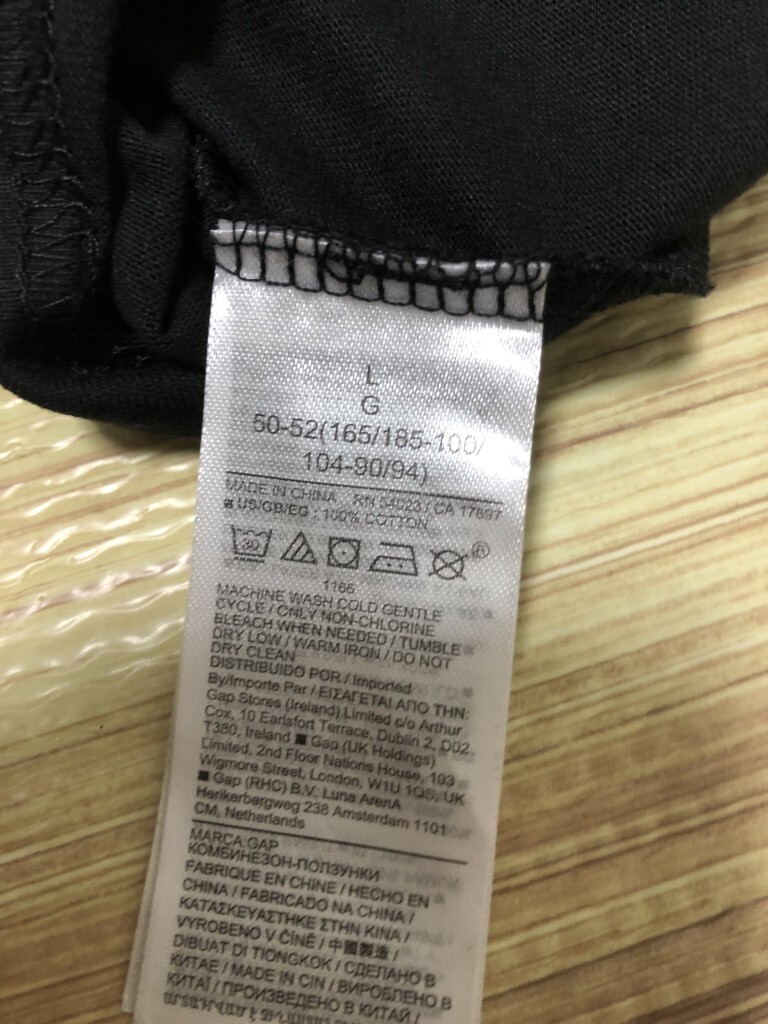 L
G
50-52(165/185-100/
104-90/94)
MADE IN CHINA RN 54023 / CA 17897
US/GB/EG : 100% COTTON
30 ®
1166
MACHINE WASH COLD GENTLE
CYCLE / ONLY NON-CHLORINE
BLEACH WHEN NEEDED / TUMBLE
DRY LOW / WARM IRON / DO NOT
DRY CLEAN
DISTRIBUIDO POR / Imported
By/Importe Par / ΕΙΣΑΓΕΤΑΙ ΑΠΟ ΤΗΝ:
Gap Stores (Ireland) Limited c/o Arthur
Cox, 10 Earlsfort Terrace, Dublin 2, D02
T380, Ireland ■ Gap (UK Holdings)
Limited, 2nd Floor Nations House, 103
Wigmore Street, London, W1U 1QS, UK
■ Gap (RHC) B.V. Luna ArenA
Herikerbergweg 238 Amsterdam 1101
CM, Netherlands
MARCA:GAP
КОМБИНЕЗОН-ПОЛЗУНКИ
FABRIQUE EN CHINE / HECHO EN
CHINA / FABRICADO NA CHINA /
ΚΑΤΑΣΚΕΥΑΣΤΗΚΕ ΣΤΗΝ ΚΙΝΑ /
VYROBENO V ČÍNĚ / 中國製造 /
DIBUAT DI TIONGKOK / СДЕЛАНО В
КИТАЕ / MADE IN CIN / ВИРОБЛЕНО В
КИТАЇ / ПРОИЗВЕДЕНО В КИТАЙ /